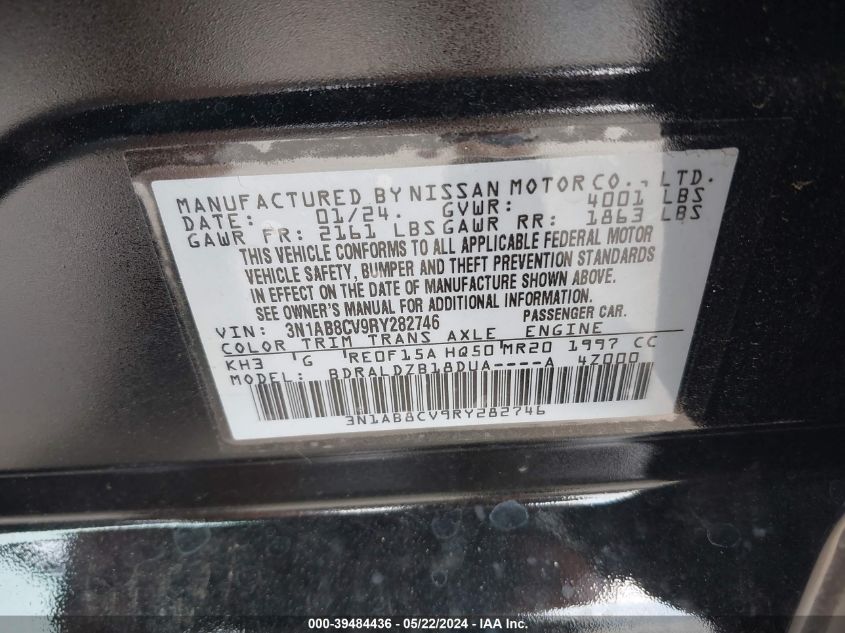 MANUFACTURED BY NISSAN MOTOR CO., LTD.
DATE: 01/24. GVWR: 4001 LBS
GAWR FR: 2161 LBS GAWR RR: 1863 LBS
THIS VEHICLE CONFORMS TO ALL APPLICABLE FEDERAL MOTOR
VEHICLE SAFETY, BUMPER AND THEFT PREVENTION STANDARDS
IN EFFECT ON THE DATE OF MANUFACTURE SHOWN ABOVE.
SEE OWNER'S MANUAL FOR ADDITIONAL INFORMATION.
VIN: 3N1AB8CV9RY282746 PASSENGER CAR.
COLOR TRIM TRANS AXLE ENGINE
KH3 'G RE0F15A HQ50 MR20 1997 CC
MODEL: BDRALDZB18DUA----A 4Z000
3N1AB8CV9RY282746
000-39484436 - 05/22/2024 - IAA Inc.